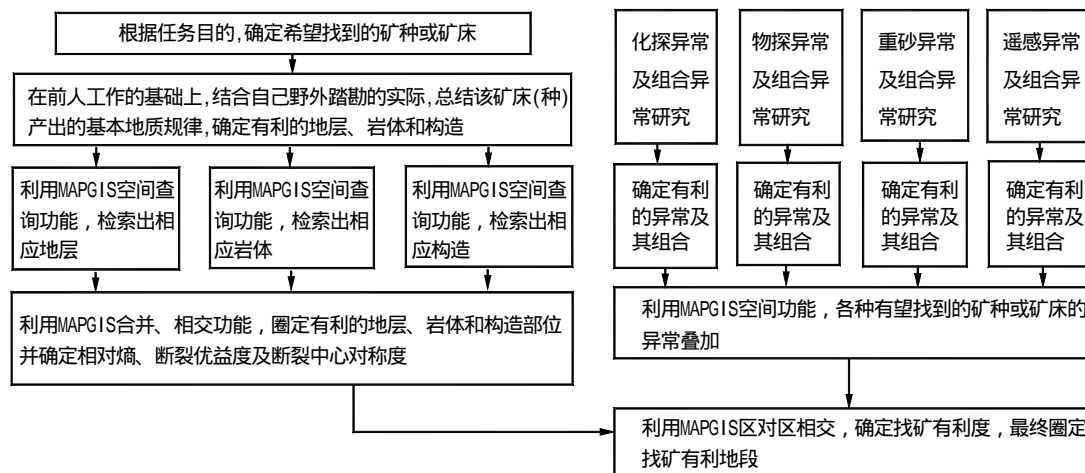 根据任务目的,确定希望找到的矿种或矿床
在前人工作的基础上,结合自己野外踏勘的实际,总结该矿床(种)
产出的基本地质规律,确定有利的地层、岩体和构造
利用MAPGIS空间查
询功能，检索出相
应地层
利用MAPGIS空间查
询功能，检索出相
应岩体
利用MAPGIS空间查
询功能，检索出相
应构造
利用MAPGIS合并、相交功能，圈定有利的地层、岩体和构造部位
并确定相对熵、断裂优益度及断裂中心对称度
化探异常
及组合异
常研究
物探异常
及组合异
常研究
重砂异常
及组合异
常研究
遥感异常
及组合异
常研究
确定有利
的异常及
其组合
确定有利
的异常及
其组合
确定有利
的异常及
其组合
确定有利
的异常及
其组合
利用MAPGIS空间功能，各种有望找到的矿种或矿床的
异常叠加
利用MAPGIS区对区相交，确定找矿有利度，最终圈定
找矿有利地段